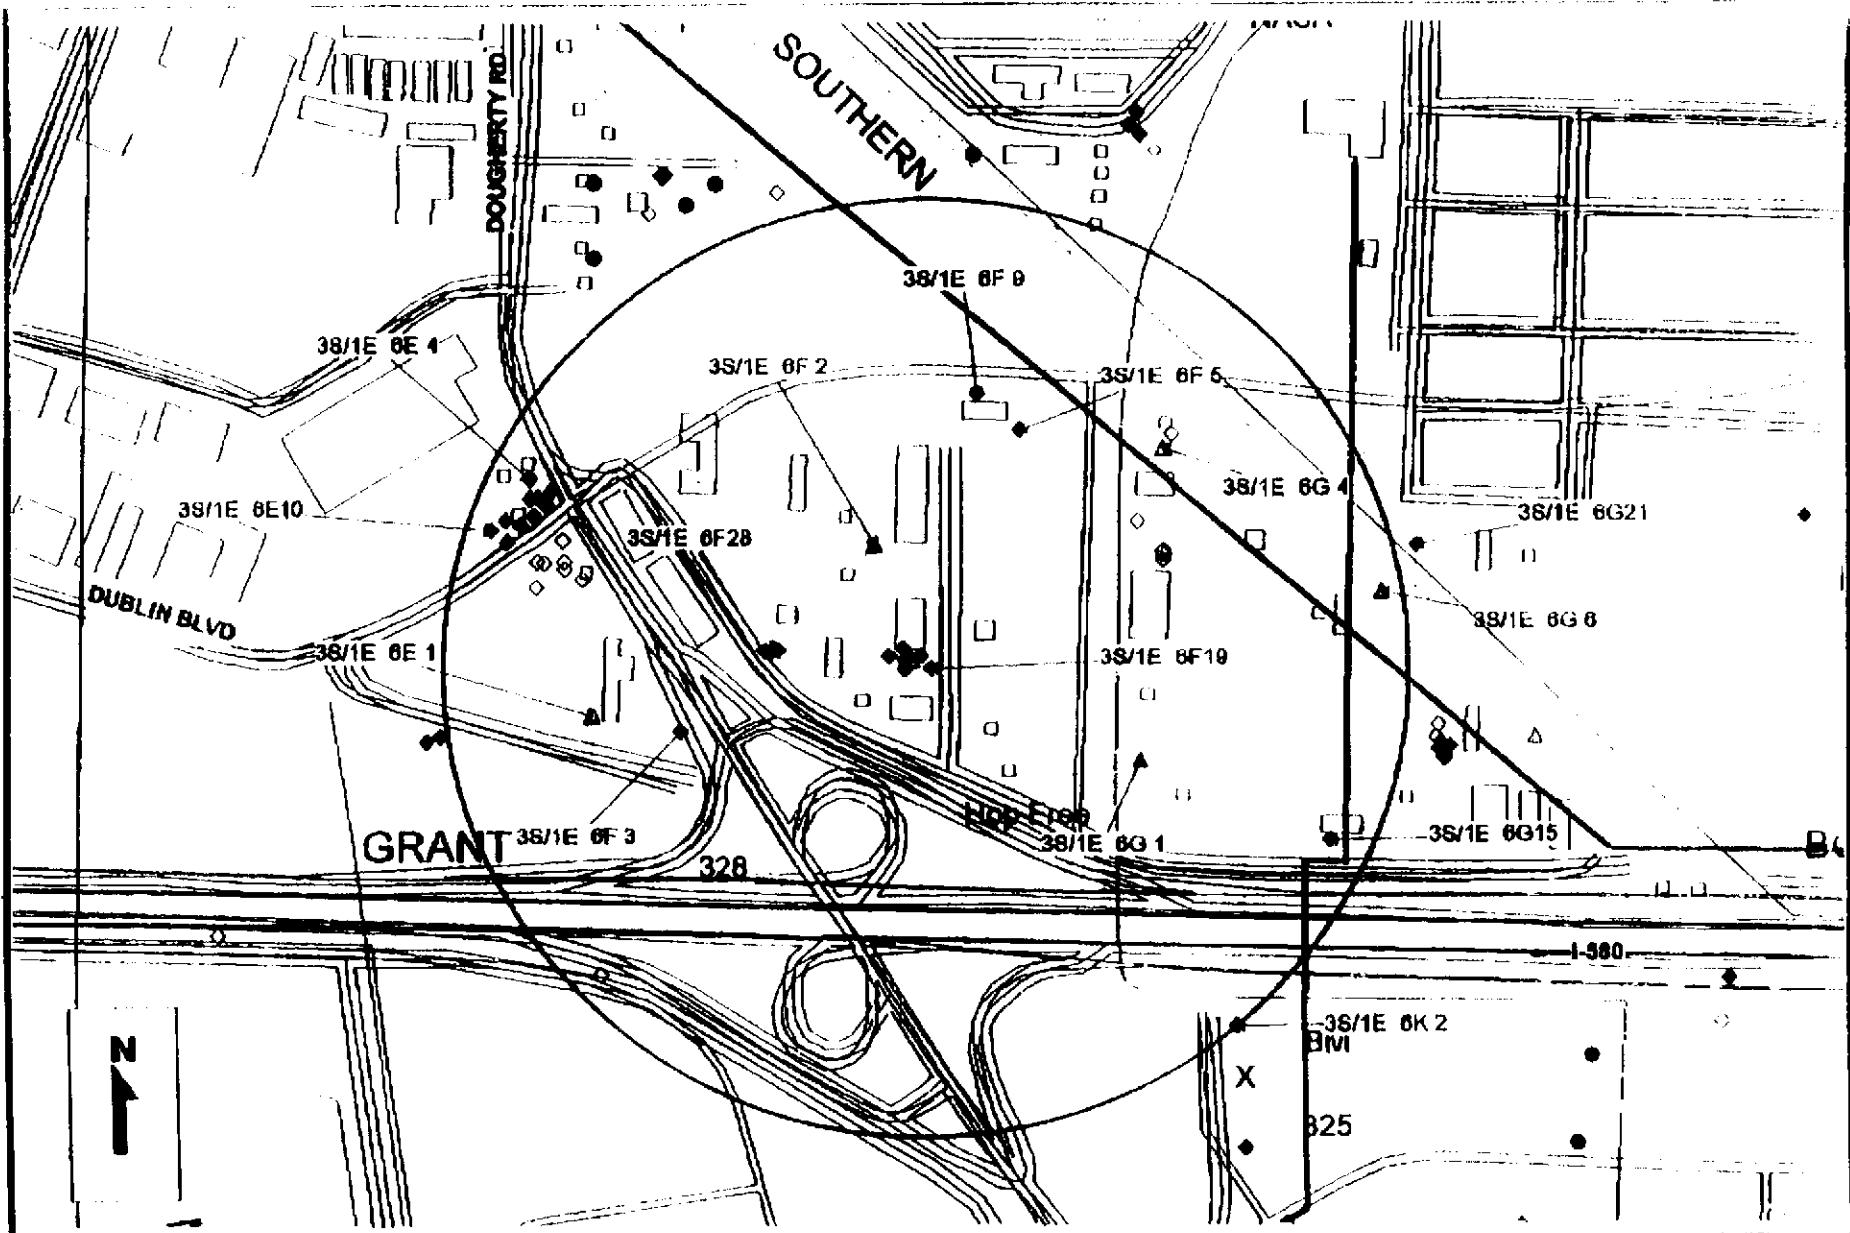 SOUTHERN
DOUGHERTY RD.
3S/1E 6F 9
3S/1E 6E 4
3S/1E 6F 2
3S/1E 6F 5
3S/1E 6G 4
3S/1E 6E10
3S/1E 6G21
3S/1E 6F28
DUBLIN BLVD
3S/1E 6G 6
3S/1E 6E 1
3S/1E 6F19
GRANT
3S/1E 6F 3
3S/1E 6G 1
3S/1E 6G15
328
I-580
3S/1E 6K 2
BM
N
X
325